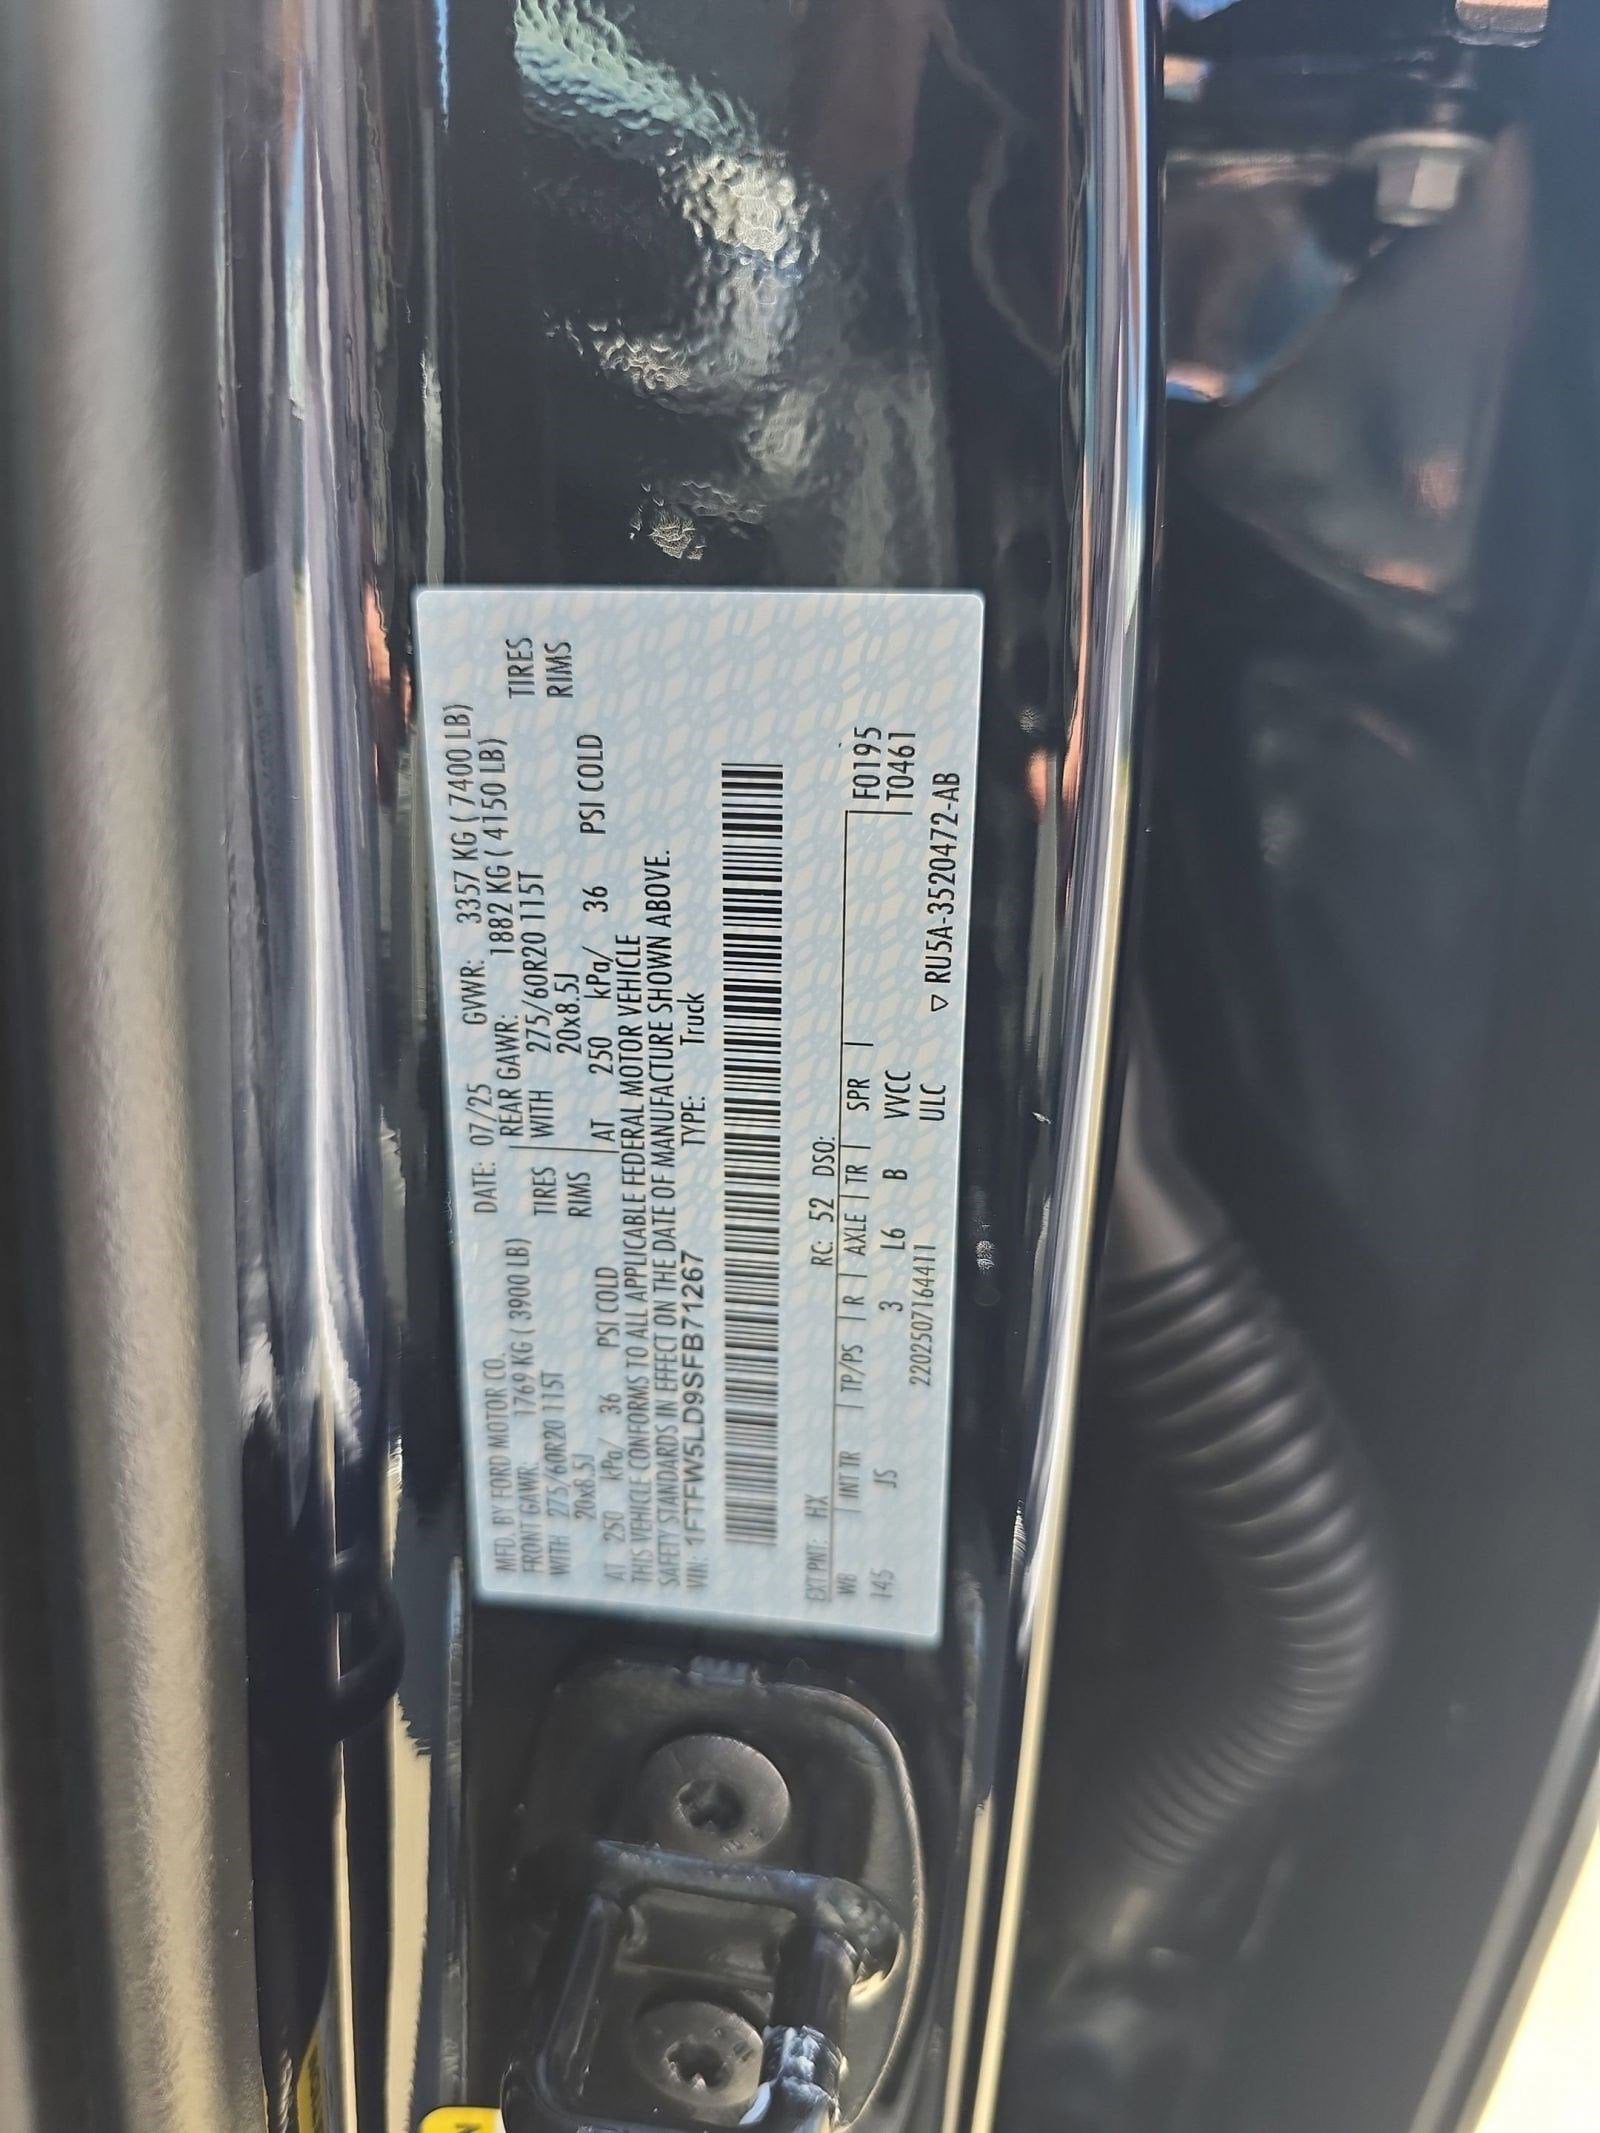 MFD. BY FORD MOTOR CO. DATE: 07/25 GVWR: 3357 KG ( 7400 LB)
FRONT GAWR: 1769 KG ( 3900 LB) REAR GAWR: 1882 KG ( 4150 LB)
WITH 275/60R20 115T TIRES WITH 275/60R20 115T TIRES
20x8.5J RIMS 20x8.5J RIMS
AT 250 kPa/ 36 PSI COLD AT 250 kPa/ 36 PSI COLD
THIS VEHICLE CONFORMS TO ALL APPLICABLE FEDERAL MOTOR VEHICLE
SAFETY STANDARDS IN EFFECT ON THE DATE OF MANUFACTURE SHOWN ABOVE.
VIN: 1FTFW5LD9SFB71267 TYPE: Truck
EXT PNT: HX RC: 52 DSO:
WB | INT TR | TP/PS | R | AXLE | TR | SPR | F0195
145 JS 3 L6 B VVCC T0461
220250716441 1 ULC ▽ RU5A-3520472-AB
N